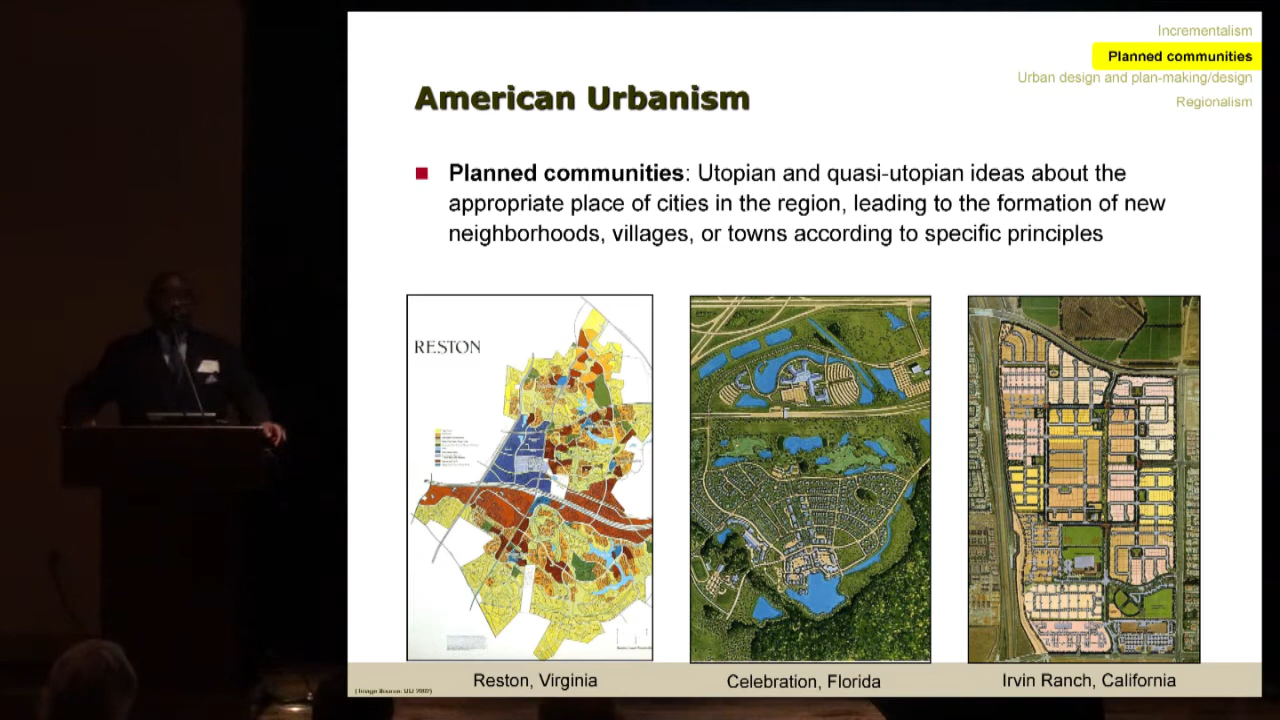 Incrementalism
Planned communities
Urban design and plan-making/design
Regionalism
American Urbanism
Planned communities: Utopian and quasi-utopian ideas about the
appropriate place of cities in the region, leading to the formation of new
neighborhoods, villages, or towns according to specific principles
RESTON
Reston, Virginia
Celebration, Florida
Irvin Ranch, California